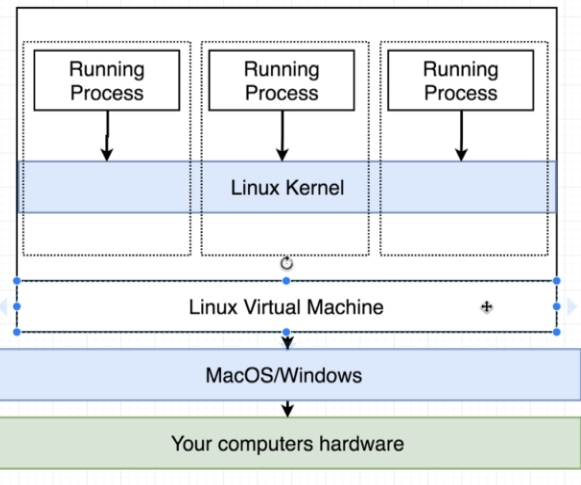 Running
Process
Running
Process
Running
Process
Linux Kernel
Linux Virtual Machine
MacOS/Windows
Your computers hardware